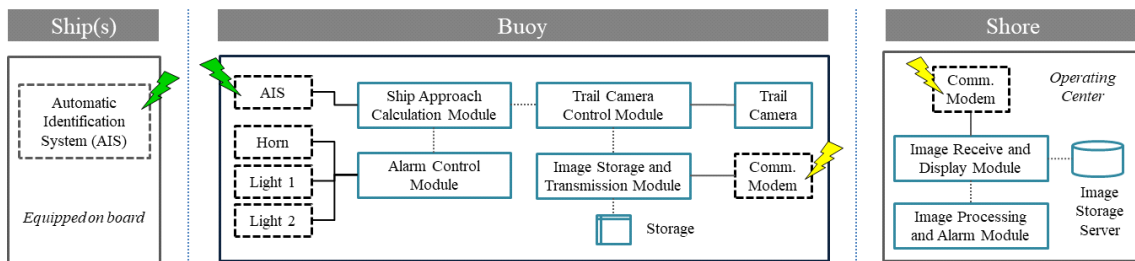 Ship(s)
Automatic
Identification
System (AIS)
Equipped on board
Buoy
AIS
Horn
Light 1
Light 2
Ship Approach
Calculation Module
Alarm Control
Module
Trail Camera
Control Module
Image Storage and
Transmission Module
Storage
Trail
Camera
Comm.
Modem
Shore
Comm.
Modem
Operating
Center
Image Receive and
Display Module
Image Processing
and Alarm Module
Image
Storage
Server